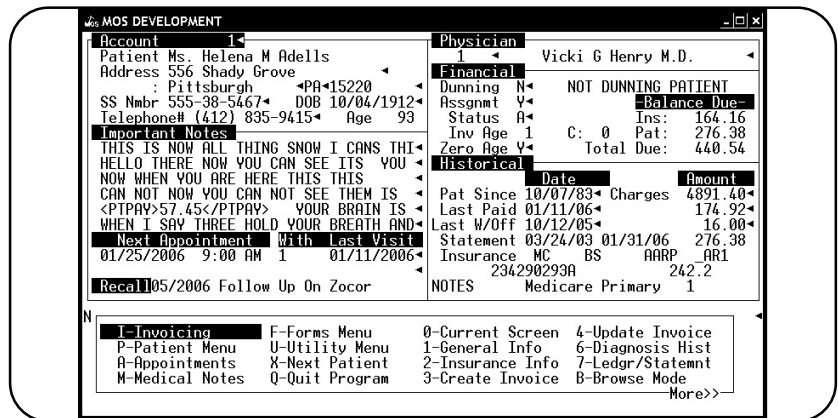 MOS MOS DEVELOPMENT
Account 1
Patient Ms. Helena M Adells
Address 556 Shady Grove
: Pittsburgh PA 15220
SS Nmbr 555-38-5467 DOB 10/04/1912
Telephone# (412) 835-9415 Age 93
Important Notes
THIS IS NOW ALL THING SNOW I CANS THI
HELLO THERE NOW YOU CAN SEE ITS YOU
NOW WHEN YOU ARE HERE THIS THIS
CAN NOT NOW YOU CAN NOT SEE THEM IS
<PTPAY>57.45</PTPAY> YOUR BRAIN IS
WHEN I SAY THREE HOLD YOUR BREATH AND
Next Appointment With Last Visit
01/25/2006 9:00 AM 1 01/11/2006
Recall 05/2006 Follow Up On Zocor
Physician
1 Vicki G Henry M.D.
Financial
Dunning N NOT DUNNING PATIENT
Assgnmt Y -Balance Due-
Status A Ins: 164.16
Inv Age 1 C: 0 Pat: 276.38
Zero Age Y Total Due: 440.54
Historical
Date Amount
Pat Since 10/07/83 Charges 4891.40
Last Paid 01/11/06 174.92
Last W/Off 10/12/05 16.00
Statement 03/24/03 01/31/06 276.38
Insurance MC BS AARP _AR1
234290293A 242.2
NOTES Medicare Primary 1
N
I-Invoicing F-Forms Menu 0-Current Screen 4-Update Invoice
P-Patient Menu U-Utility Menu 1-General Info 6-Diagnosis Hist
A-Appointments X-Next Patient 2-Insurance Info 7-Ledgr/Statemnt
M-Medical Notes Q-Quit Program 3-Create Invoice B-Browse Mode
More>>